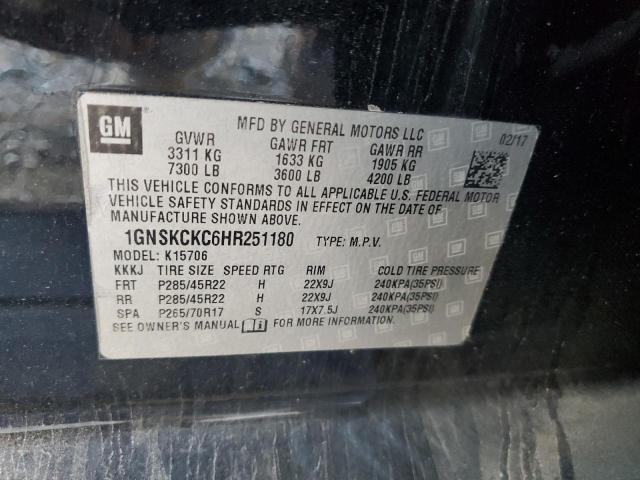 GM
MFD BY GENERAL MOTORS LLC 02/17
GVWR GAWR FRT GAWR RR
3311 KG 1633 KG 1905 KG
7300 LB 3600 LB 4200 LB
THIS VEHICLE CONFORMS TO ALL APPLICABLE U.S. FEDERAL MOTOR
VEHICLE SAFETY STANDARDS IN EFFECT ON THE DATE OF
MANUFACTURE SHOWN ABOVE.
1GNSKCKC6HR251180 TYPE: M.P.V.
MODEL: K15706
KKKJ TIRE SIZE SPEED RTG RIM COLD TIRE PRESSURE
FRT P285/45R22 H 22X9J 240KPA(35PSI)
RR P285/45R22 H 22X9J 240KPA(35PSI)
SPA P265/70R17 S 17X7.5J 240KPA(35PSI)
SEE OWNER'S MANUAL FOR MORE INFORMATION.